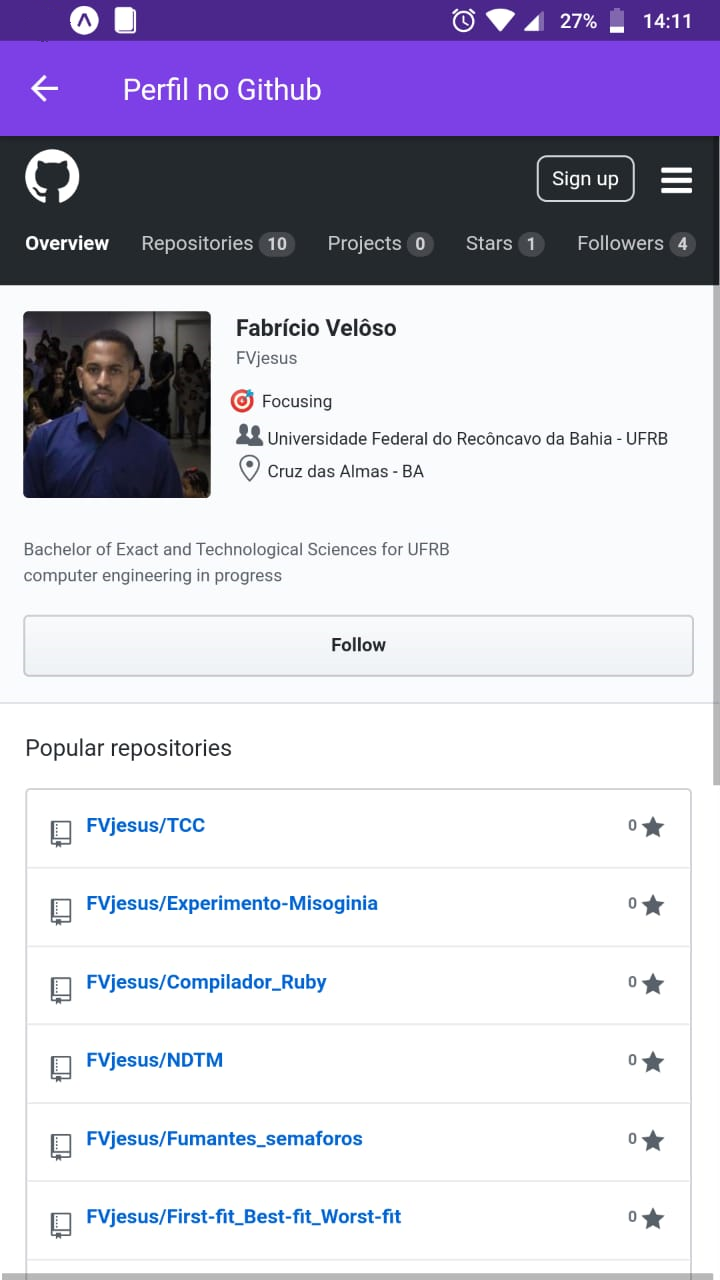 27% 14:11
Perfil no Github
Sign up
Overview Repositories 10 Projects 0 Stars 1 Followers 4
Fabrício Velôso
FVjesus
Focusing
Universidade Federal do Recôncavo da Bahia - UFRB
Cruz das Almas - BA
Bachelor of Exact and Technological Sciences for UFRB
computer engineering in progress
Follow
Popular repositories
FVjesus/TCC 0
FVjesus/Experimento-Misoginia 0
FVjesus/Compilador_Ruby 0
FVjesus/NDTM 0
FVjesus/Fumantes_semaforos 0
FVjesus/First-fit_Best-fit_Worst-fit 0